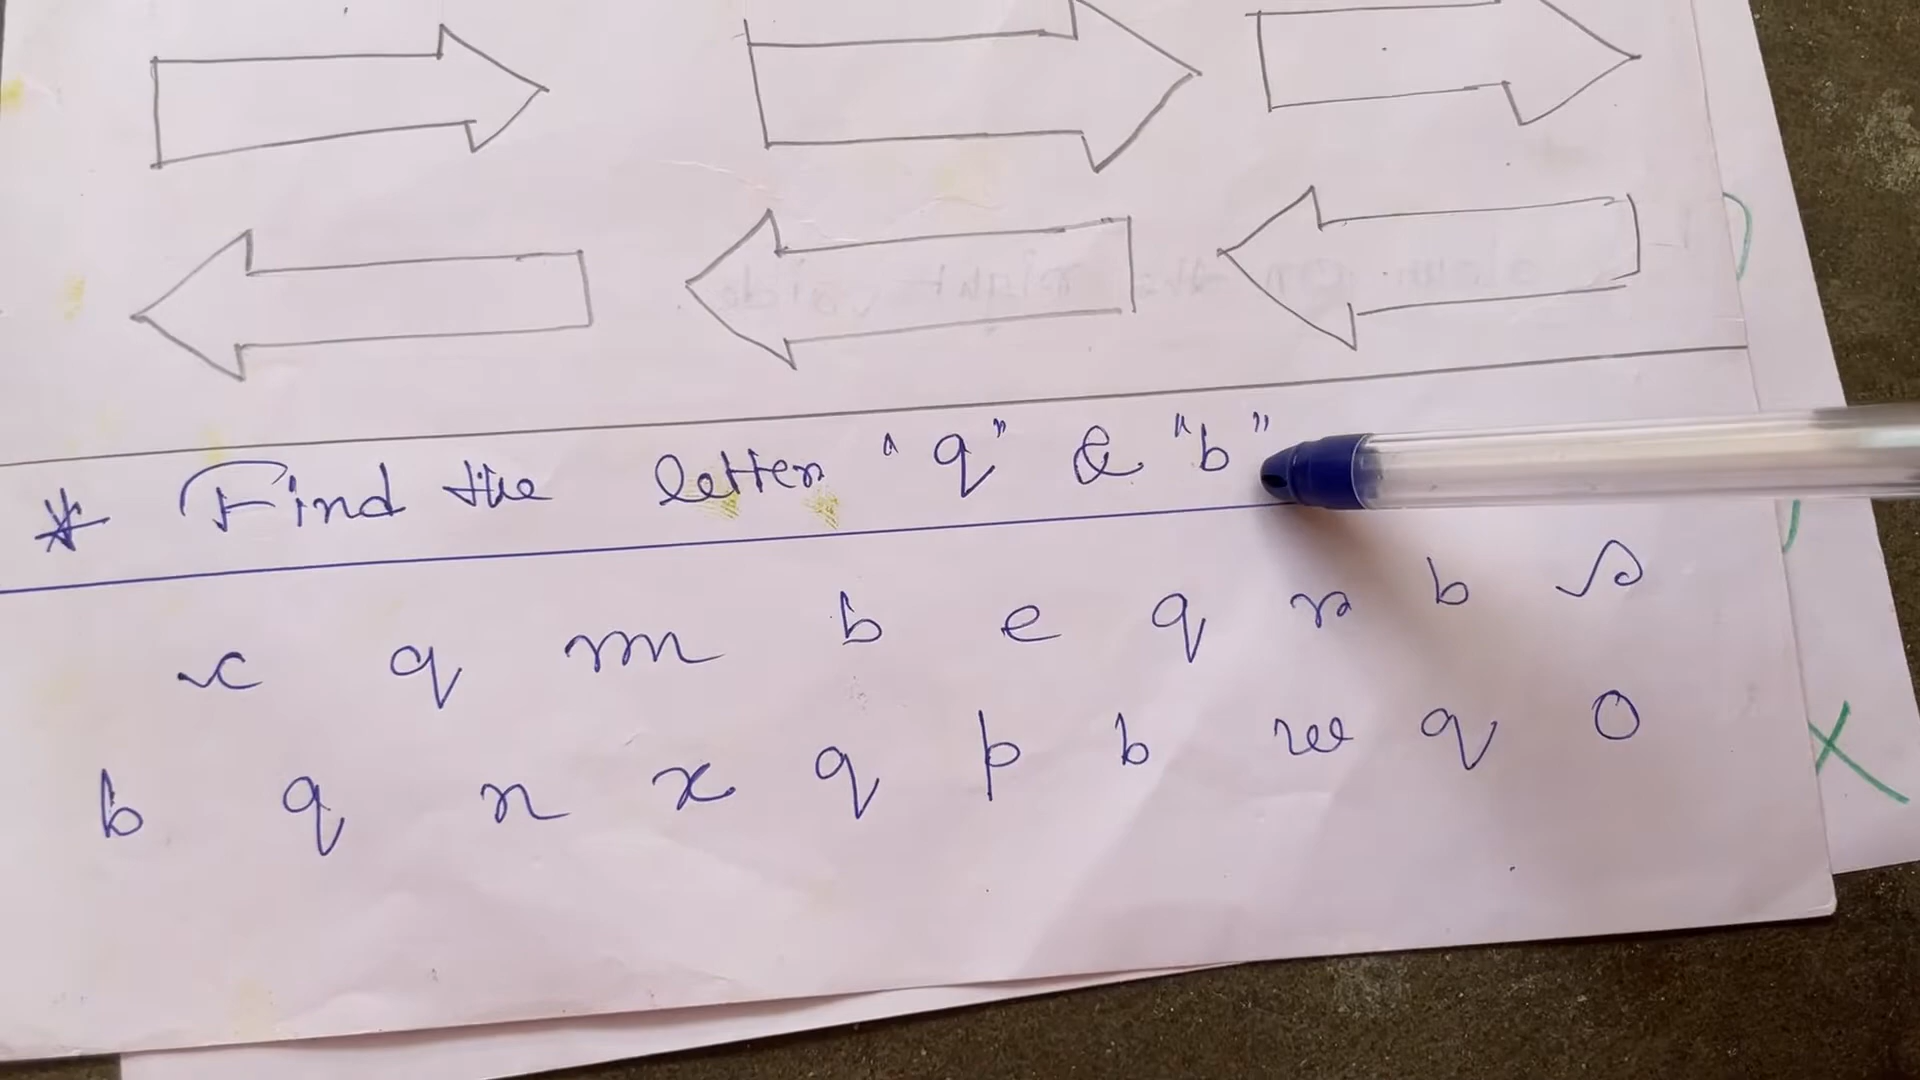 * Find the letter "q" & "b"
c q m b e q r b s
b q n x q p b w q o